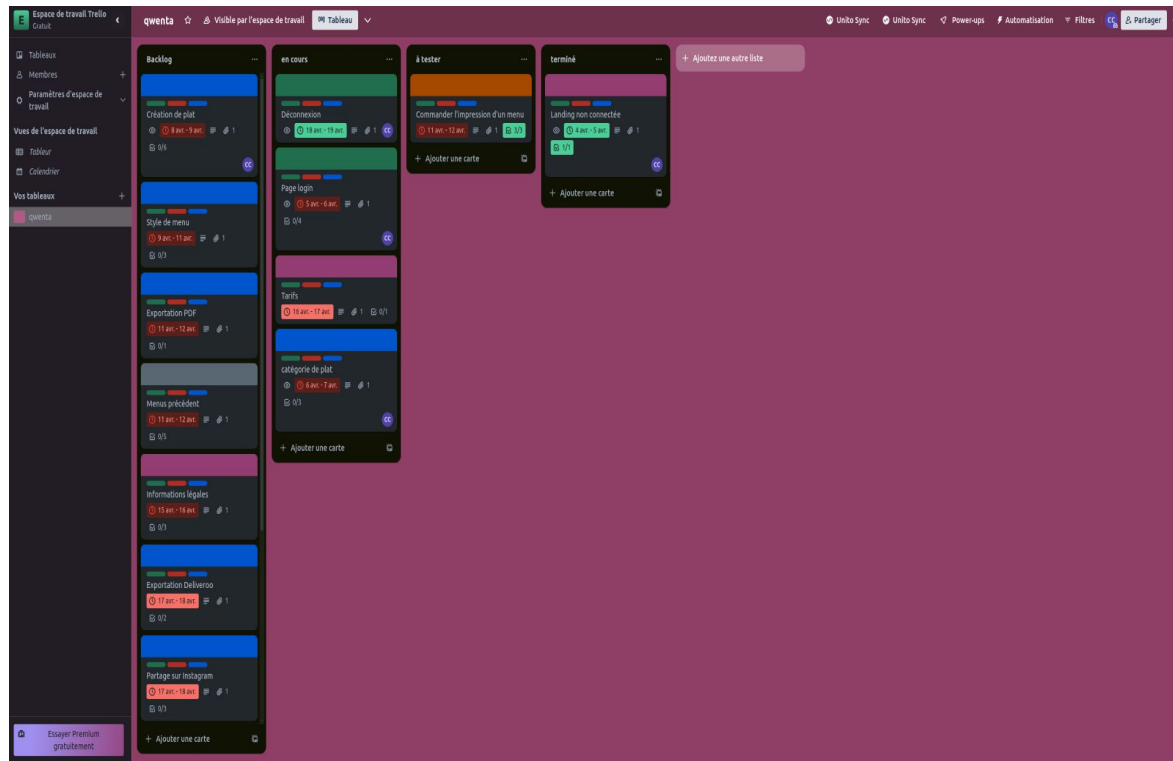 E Espace de travail Trello
Gratuit
qwenta
Visible par l'espace de travail
Tableau
Unito Sync
Unito Sync
Power-ups
Automatisation
Filtres
CC
Partager
Tableaux
Membres +
Paramètres d'espace de
travail
Vues de l'espace de travail
Tableur
Calendrier
Vos tableaux +
qwenta
Essayer Premium
gratuitement
Backlog ...
Création de plat
8 avr. - 9 avr. 1
0/6
CC
Style de menu
9 avr. - 11 avr. 1
0/3
Exportation PDF
11 avr. - 12 avr. 1
0/1
Menus précédent
11 avr. - 12 avr. 1
0/5
Informations légales
15 avr. - 16 avr. 1
0/3
Exportation Deliveroo
17 avr. - 18 avr. 1
0/2
Partage sur Instagram
17 avr. - 18 avr. 1
0/3
+ Ajouter une carte
en cours ...
Déconnexion
18 avr. - 19 avr. 1 CC
Page login
5 avr. - 6 avr. 1
0/4
CC
Tarifs
16 avr. - 17 avr. 1 0/1
catégorie de plat
6 avr. - 7 avr. 1
0/3
CC
+ Ajouter une carte
à tester ...
Commander l'impression d'un menu
11 avr. - 12 avr. 1 3/3
+ Ajouter une carte
terminé ...
Landing non connectée
4 avr. - 5 avr. 1
1/1
CC
+ Ajouter une carte
+ Ajoutez une autre liste